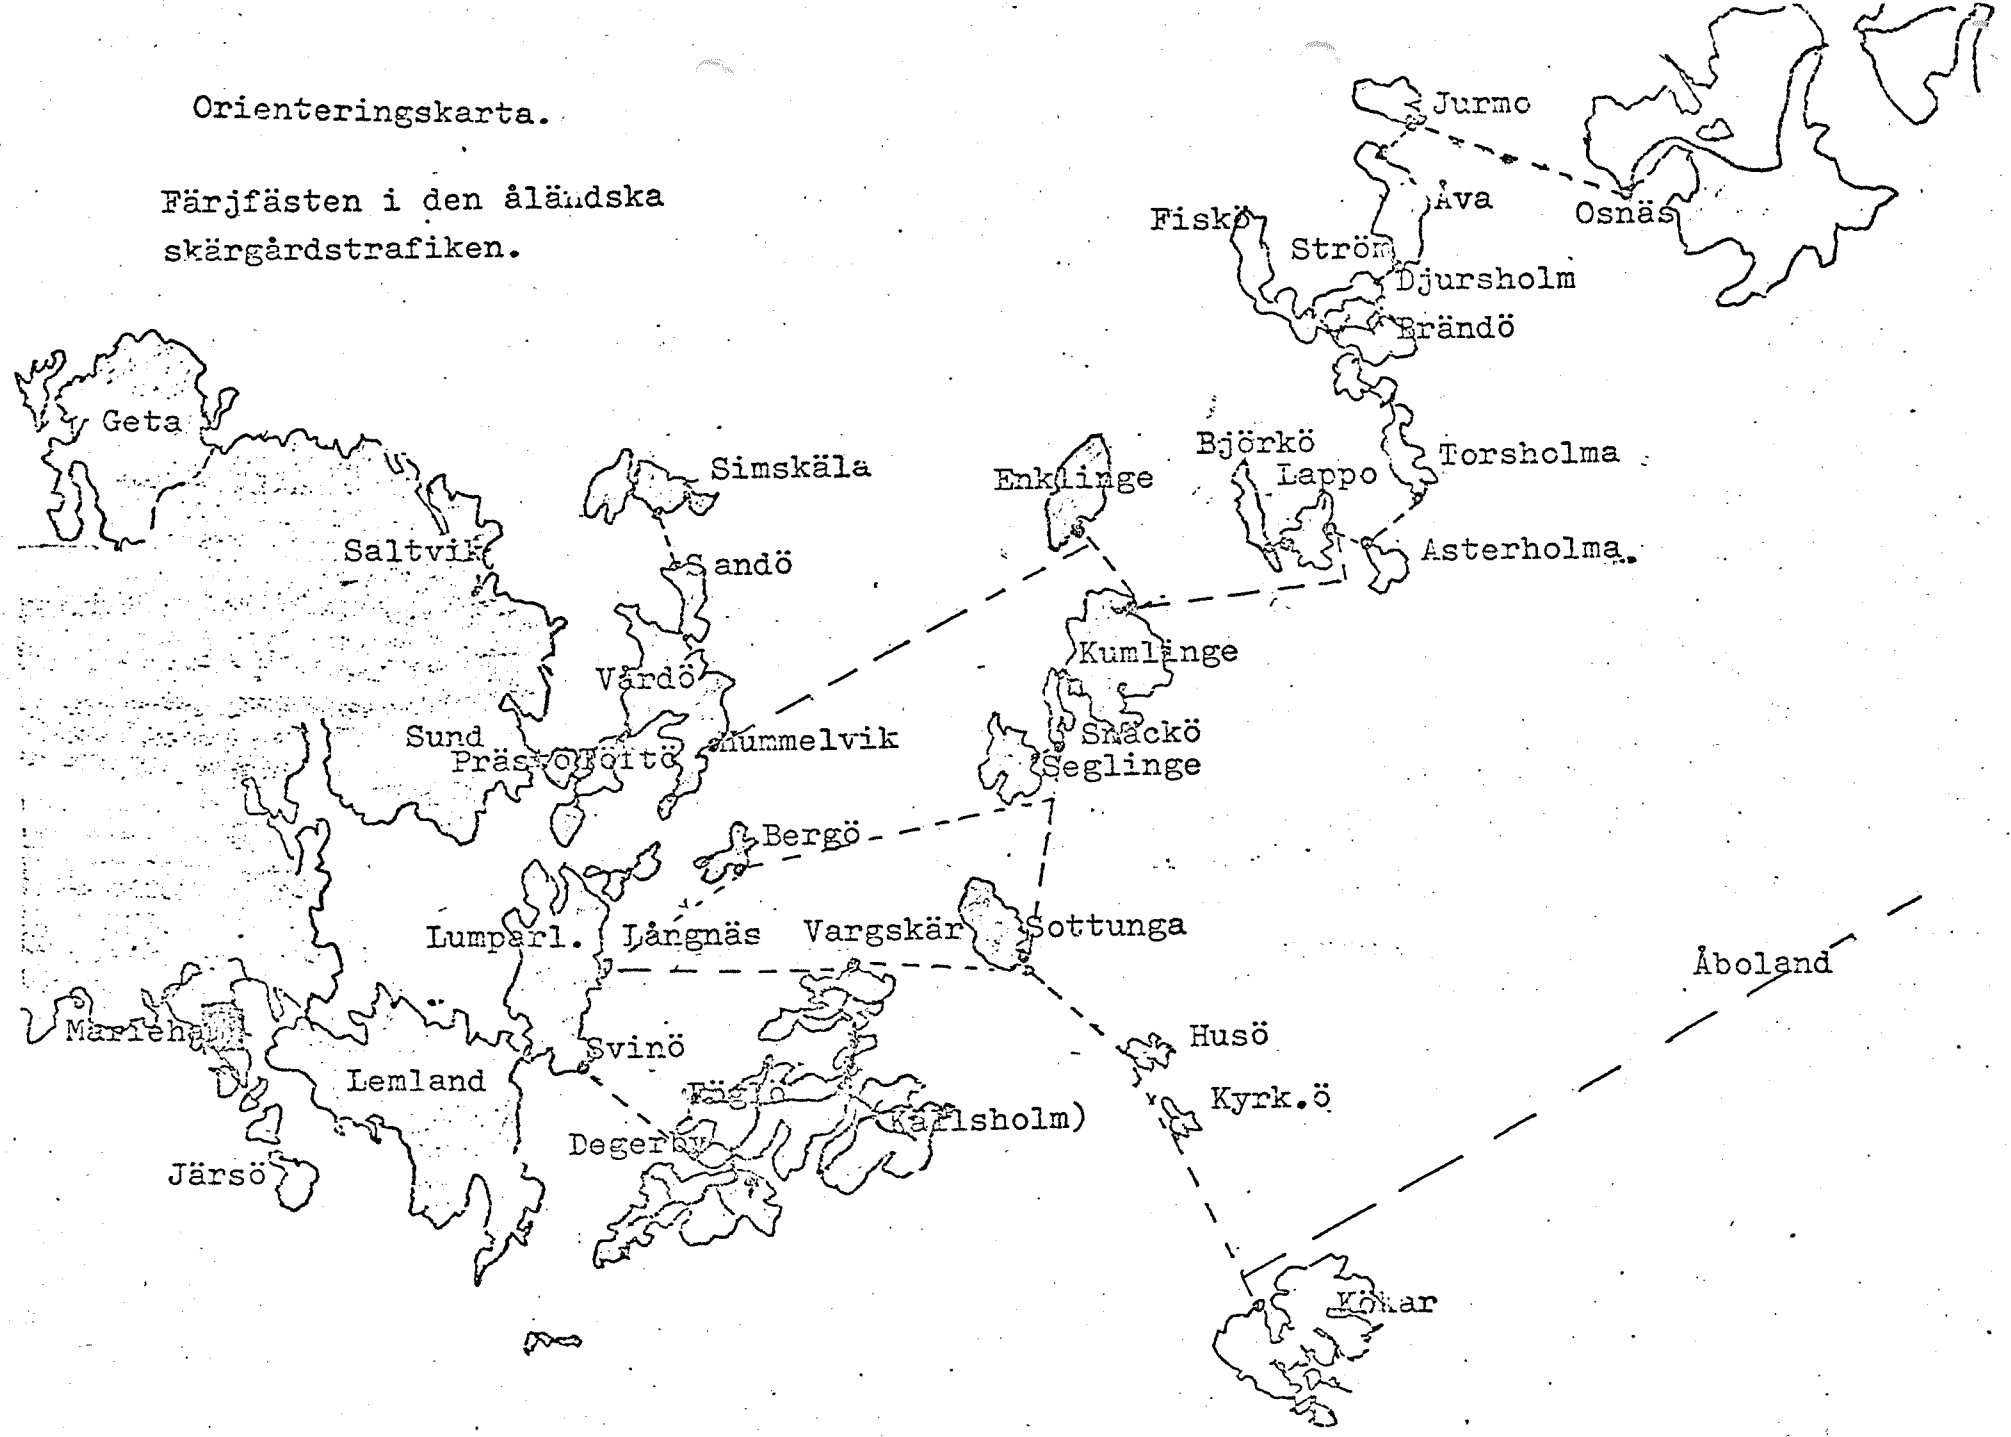 Orienteringskarta.
Färjfästen i den åländska
skärgårdstrafiken.
Jurmo
Åva
Osnäs
Fiskö
Ström
Djursholm
Brändö
Geta
Simskäla
Enklinge
Björkö
Lappo
Torsholma
Saltvik
Sandö
Asterholma.
Kumlinge
Vårdö
Sund
Prästö Töftö
Hummelvik
Snäckö
Seglinge
Bergö
Lumparl.
Långnäs
Vargskär
Sottunga
Åboland
Mariehamn
Svinö
Husö
Lemland
Föglö
Kyrk.ö
Karlsholm)
Degerby
Järsö
Kökar